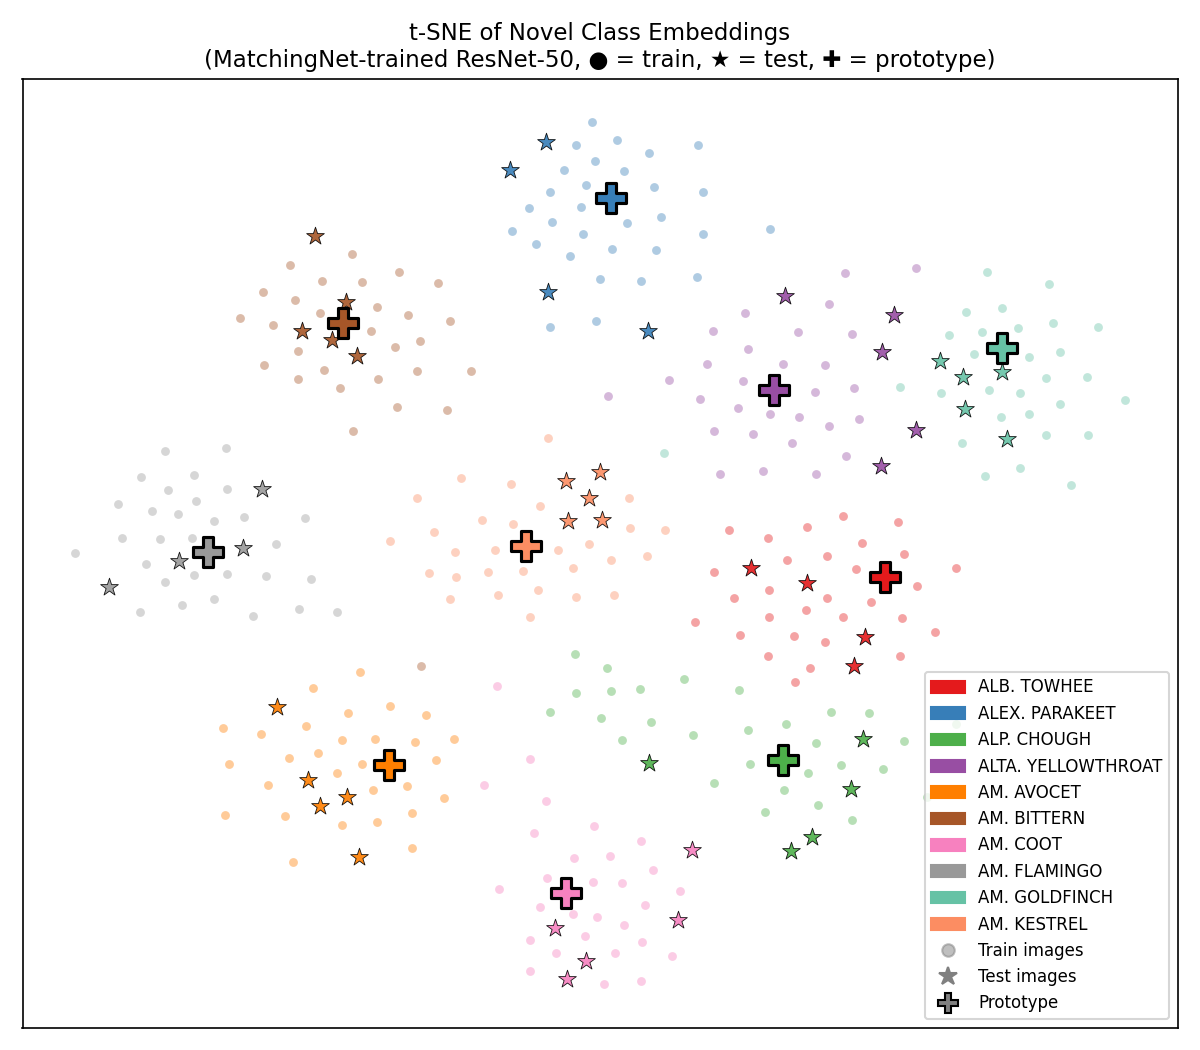 t-SNE of Novel Class Embeddings
(MatchingNet-trained ResNet-50, ● = train, ★ = test, ✚ = prototype)
ALB. TOWHEE
ALEX. PARAKEET
ALP. CHOUGH
ALTA. YELLOWTHROAT
AM. AVOCET
AM. BITTERN
AM. COOT
AM. FLAMINGO
AM. GOLDFINCH
AM. KESTREL
Train images
Test images
Prototype